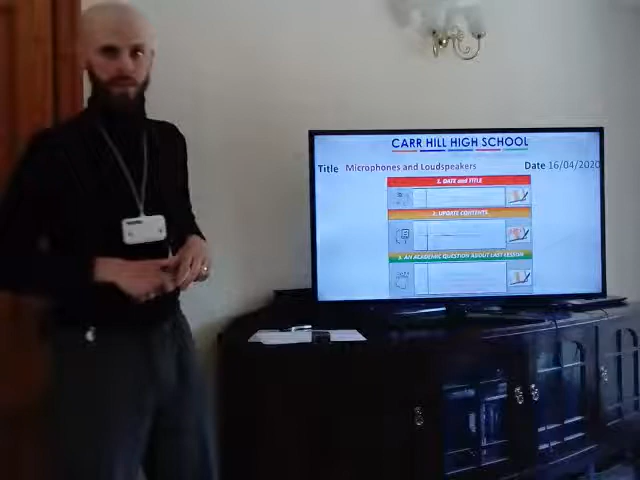 CARR HILL HIGH SCHOOL
Title Microphones and Loudspeakers Date 16/04/2020
1. DATE and TITLE
2. UPDATE CONTENTS
3. AN ACADEMIC QUESTION ABOUT LAST LESSON